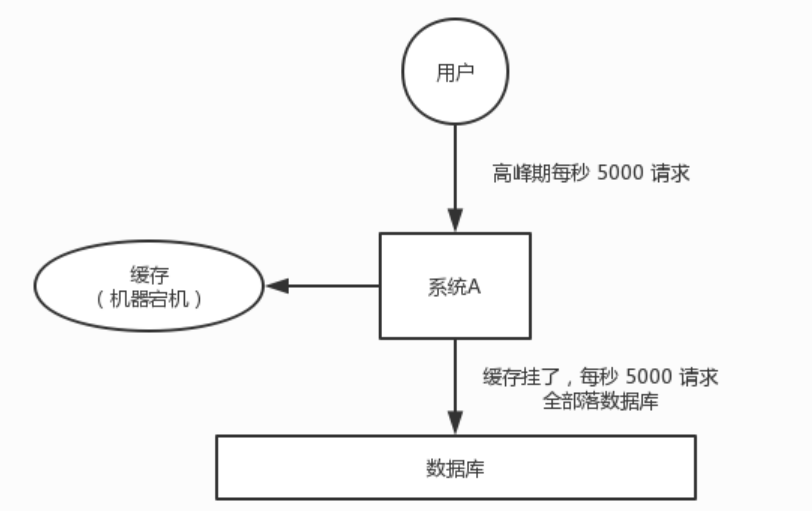 用户
高峰期每秒 5000 请求
缓存
（机器宕机）
系统A
缓存挂了，每秒 5000 请求
全部落数据库
数据库